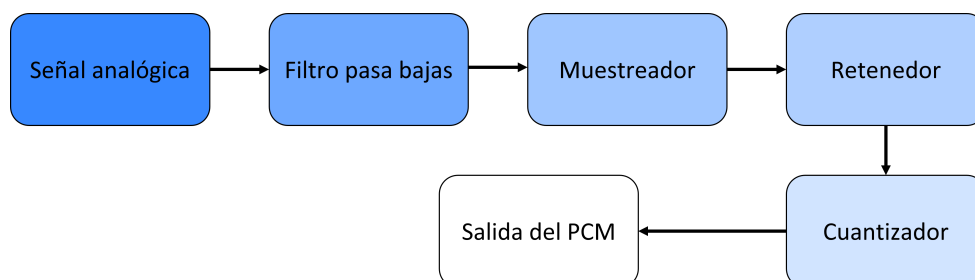 Señal analógica
Filtro pasa bajas
Muestreador
Retenedor
Salida del PCM
Cuantizador